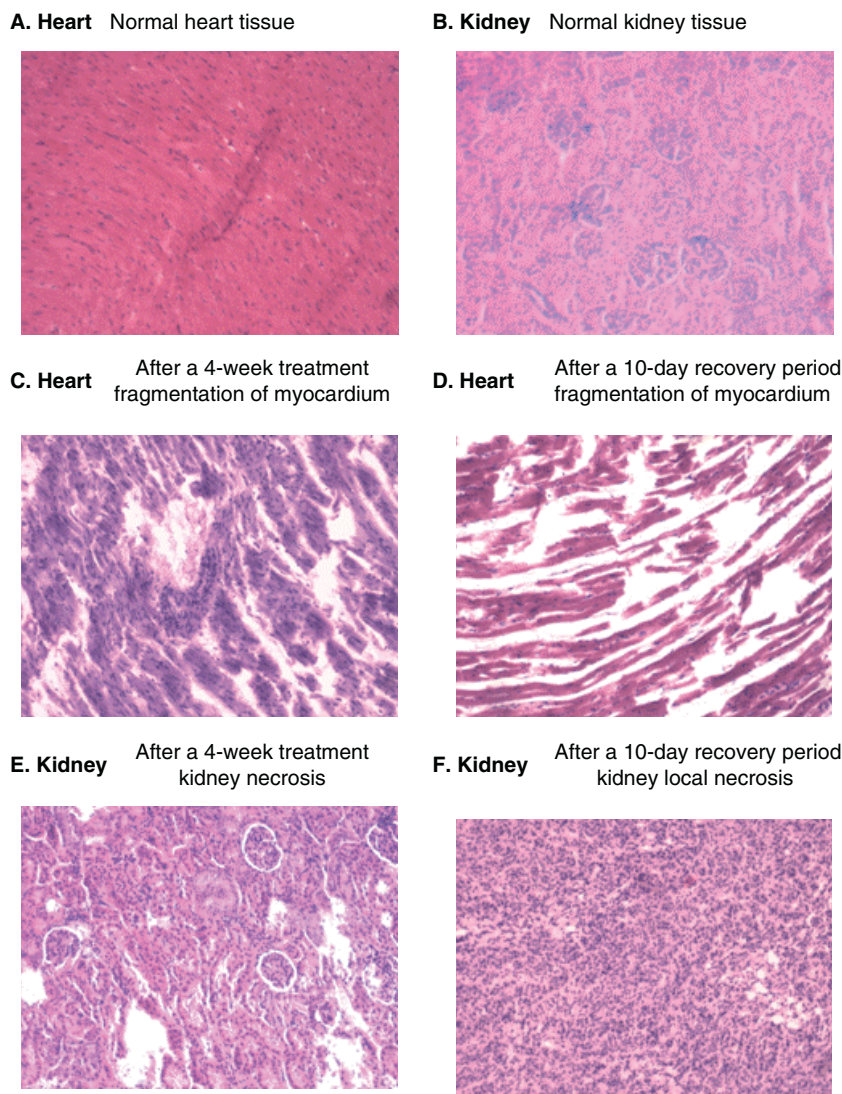 A. Heart Normal heart tissue
B. Kidney Normal kidney tissue
C. Heart
After a 4-week treatment
fragmentation of myocardium
D. Heart
After a 10-day recovery period
fragmentation of myocardium
E. Kidney
After a 4-week treatment
kidney necrosis
F. Kidney
After a 10-day recovery period
kidney local necrosis